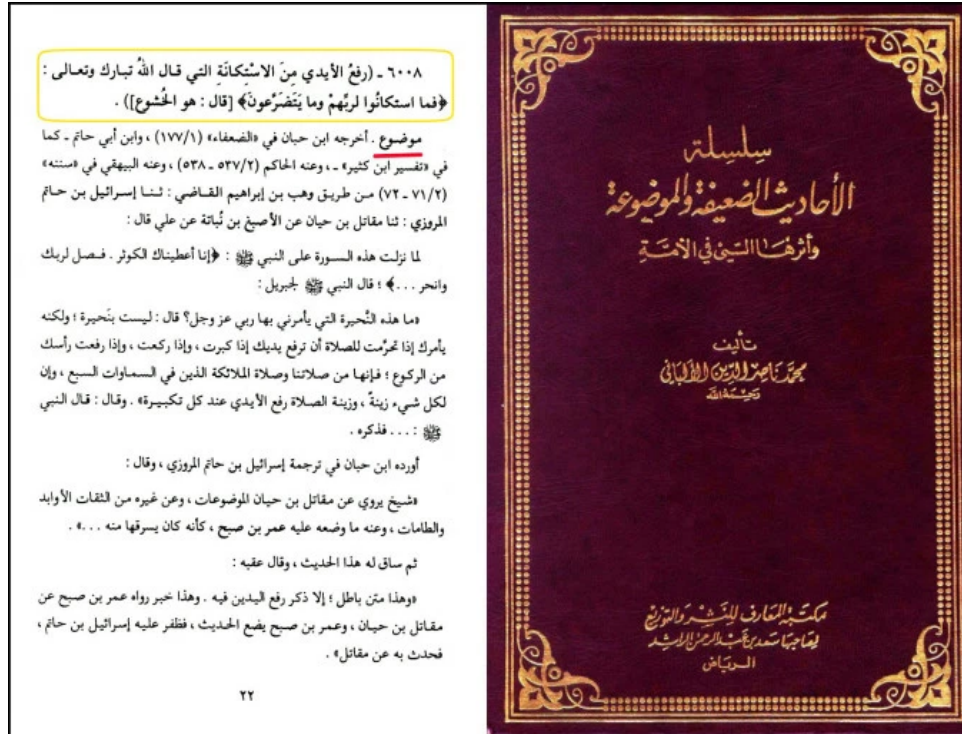 ٦٠٠٨ - (رفعُ الأيدي مِنَ الاسْتِكانَةِ التي قال اللهُ تبارك وتعالى :
﴿فما استكانُوا لربِّهمْ وما يَتَضَرَّعونَ﴾ [قال : هو الخُشوع]) .
موضوع . أخرجه ابن حبان في «الضعفاء» (١/١٧٧) ، وابن أبي حاتم - كما
في «تفسير ابن كثير» - ، وعنه الحاكم (٢/٥٣٧ - ٥٣٨) ، وعنه البيهقي في «سننه»
(٢/٧١ - ٧٢) من طريق وهب بن إبراهيم القاضي : ثنا إسرائيل بن حاتم
المروزي : ثنا مقاتل بن حيان عن الأصبغ بن نُباتة عن علي قال :
لما نزلت هذه السورة على النبي ﷺ : ﴿إنا أعطيناك الكوثر . فصل لربك
وانحر . . .﴾ ؛ قال النبي ﷺ لجبريل :
«ما هذه النَّحيرة التي يأمرني بها ربي عز وجل؟ قال : ليست بنَحيرة ؛ ولكنه
يأمرك إذا تحرَّمت للصلاة أن ترفع يديك إذا كبرت ، وإذا ركعت ، وإذا رفعت رأسك
من الركوع ؛ فإنها من صلاتنا وصلاة الملائكة الذين في السماوات السبع ، وإن
لكل شيء زينةً ، وزينة الصلاة رفع الأيدي عند كل تكبيرة» . وقال : قال النبي
ﷺ : . . . فذكره .
أورده ابن حبان في ترجمة إسرائيل بن حاتم المروزي ، وقال :
«شيخ يروي عن مقاتل بن حيان الموضوعات ، وعن غيره من الثقات الأوابد
والطامات ، وعنه ما وضعه عليه عمر بن صبح ، كأنه كان يسرقها منه . . .» .
ثم ساق له هذا الحديث ، وقال عقبه :
«وهذا متن باطل ؛ إلا ذكر رفع اليدين فيه . وهذا خبر رواه عمر بن صبح عن
مقاتل بن حيان ، وعمر بن صبح يضع الحديث ، فظفر عليه إسرائيل بن حاتم ،
فحدث به عن مقاتل» .
٢٢
سلسلة
الأحاديث الضعيفة والموضوعة
وأثرها السيئ في الأمة
تأليف
محمد ناصر الدين الألباني
رحمه الله
مكتبة المعارف للنشر والتوزيع
لصاحبها سعد بن عبد الرحمن الراشد
الرياض